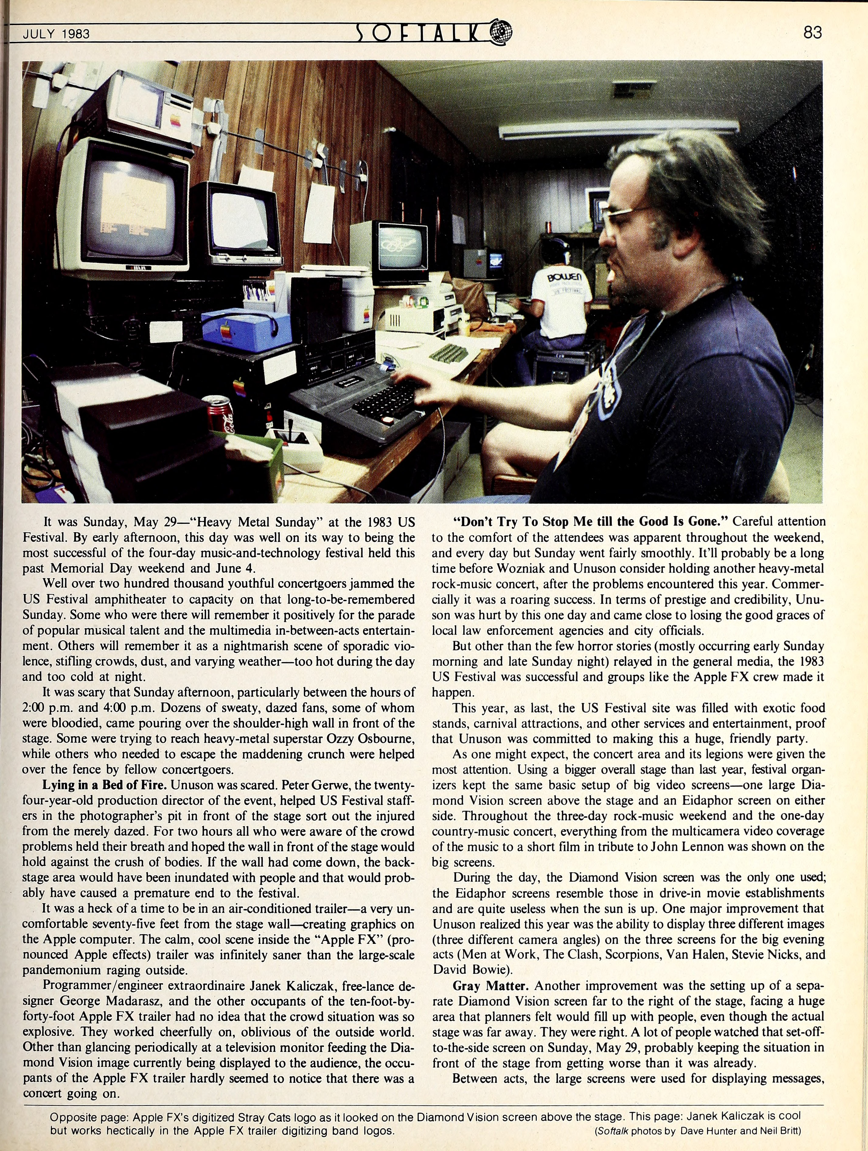 JULY 1983
SOFTALK
83
BOWEN
It was Sunday, May 29—“Heavy Metal Sunday” at the 1983 US
Festival. By early afternoon, this day was well on its way to being the
most successful of the four-day music-and-technology festival held this
past Memorial Day weekend and June 4.
Well over two hundred thousand youthful concertgoers jammed the
US Festival amphitheater to capacity on that long-to-be-remembered
Sunday. Some who were there will remember it positively for the parade
of popular musical talent and the multimedia in-between-acts entertain-
ment. Others will remember it as a nightmarish scene of sporadic vio-
lence, stifling crowds, dust, and varying weather—too hot during the day
and too cold at night.
It was scary that Sunday afternoon, particularly between the hours of
2:00 p.m. and 4:00 p.m. Dozens of sweaty, dazed fans, some of whom
were bloodied, came pouring over the shoulder-high wall in front of the
stage. Some were trying to reach heavy-metal superstar Ozzy Osbourne,
while others who needed to escape the maddening crunch were helped
over the fence by fellow concertgoers.
Lying in a Bed of Fire. Unuson was scared. Peter Gerwe, the twenty-
four-year-old production director of the event, helped US Festival staff-
ers in the photographer’s pit in front of the stage sort out the injured
from the merely dazed. For two hours all who were aware of the crowd
problems held their breath and hoped the wall in front of the stage would
hold against the crush of bodies. If the wall had come down, the back-
stage area would have been inundated with people and that would prob-
ably have caused a premature end to the festival.
It was a heck of a time to be in an air-conditioned trailer—a very un-
comfortable seventy-five feet from the stage wall—creating graphics on
the Apple computer. The calm, cool scene inside the “Apple FX” (pro-
nounced Apple effects) trailer was infinitely saner than the large-scale
pandemonium raging outside.
Programmer/engineer extraordinaire Janek Kaliczak, free-lance de-
signer George Madarasz, and the other occupants of the ten-foot-by-
forty-foot Apple FX trailer had no idea that the crowd situation was so
explosive. They worked cheerfully on, oblivious of the outside world.
Other than glancing periodically at a television monitor feeding the Dia-
mond Vision image currently being displayed to the audience, the occu-
pants of the Apple FX trailer hardly seemed to notice that there was a
concert going on.
“Don’t Try To Stop Me till the Good Is Gone.” Careful attention
to the comfort of the attendees was apparent throughout the weekend,
and every day but Sunday went fairly smoothly. It’ll probably be a long
time before Wozniak and Unuson consider holding another heavy-metal
rock-music concert, after the problems encountered this year. Commer-
cially it was a roaring success. In terms of prestige and credibility, Unu-
son was hurt by this one day and came close to losing the good graces of
local law enforcement agencies and city officials.
But other than the few horror stories (mostly occurring early Sunday
morning and late Sunday night) relayed in the general media, the 1983
US Festival was successful and groups like the Apple FX crew made it
happen.
This year, as last, the US Festival site was filled with exotic food
stands, carnival attractions, and other services and entertainment, proof
that Unuson was committed to making this a huge, friendly party.
As one might expect, the concert area and its legions were given the
most attention. Using a bigger overall stage than last year, festival organ-
izers kept the same basic setup of big video screens—one large Dia-
mond Vision screen above the stage and an Eidaphor screen on either
side. Throughout the three-day rock-music weekend and the one-day
country-music concert, everything from the multicamera video coverage
of the music to a short film in tribute to John Lennon was shown on the
big screens.
During the day, the Diamond Vision screen was the only one used;
the Eidaphor screens resemble those in drive-in movie establishments
and are quite useless when the sun is up. One major improvement that
Unuson realized this year was the ability to display three different images
(three different camera angles) on the three screens for the big evening
acts (Men at Work, The Clash, Scorpions, Van Halen, Stevie Nicks, and
David Bowie).
Gray Matter. Another improvement was the setting up of a sepa-
rate Diamond Vision screen far to the right of the stage, facing a huge
area that planners felt would fill up with people, even though the actual
stage was far away. They were right. A lot of people watched that set-off-
to-the-side screen on Sunday, May 29, probably keeping the situation in
front of the stage from getting worse than it was already.
Between acts, the large screens were used for displaying messages,
Opposite page: Apple FX’s digitized Stray Cats logo as it looked on the Diamond Vision screen above the stage. This page: Janek Kaliczak is cool
but works hectically in the Apple FX trailer digitizing band logos.
(Softalk photos by Dave Hunter and Neil Britt)